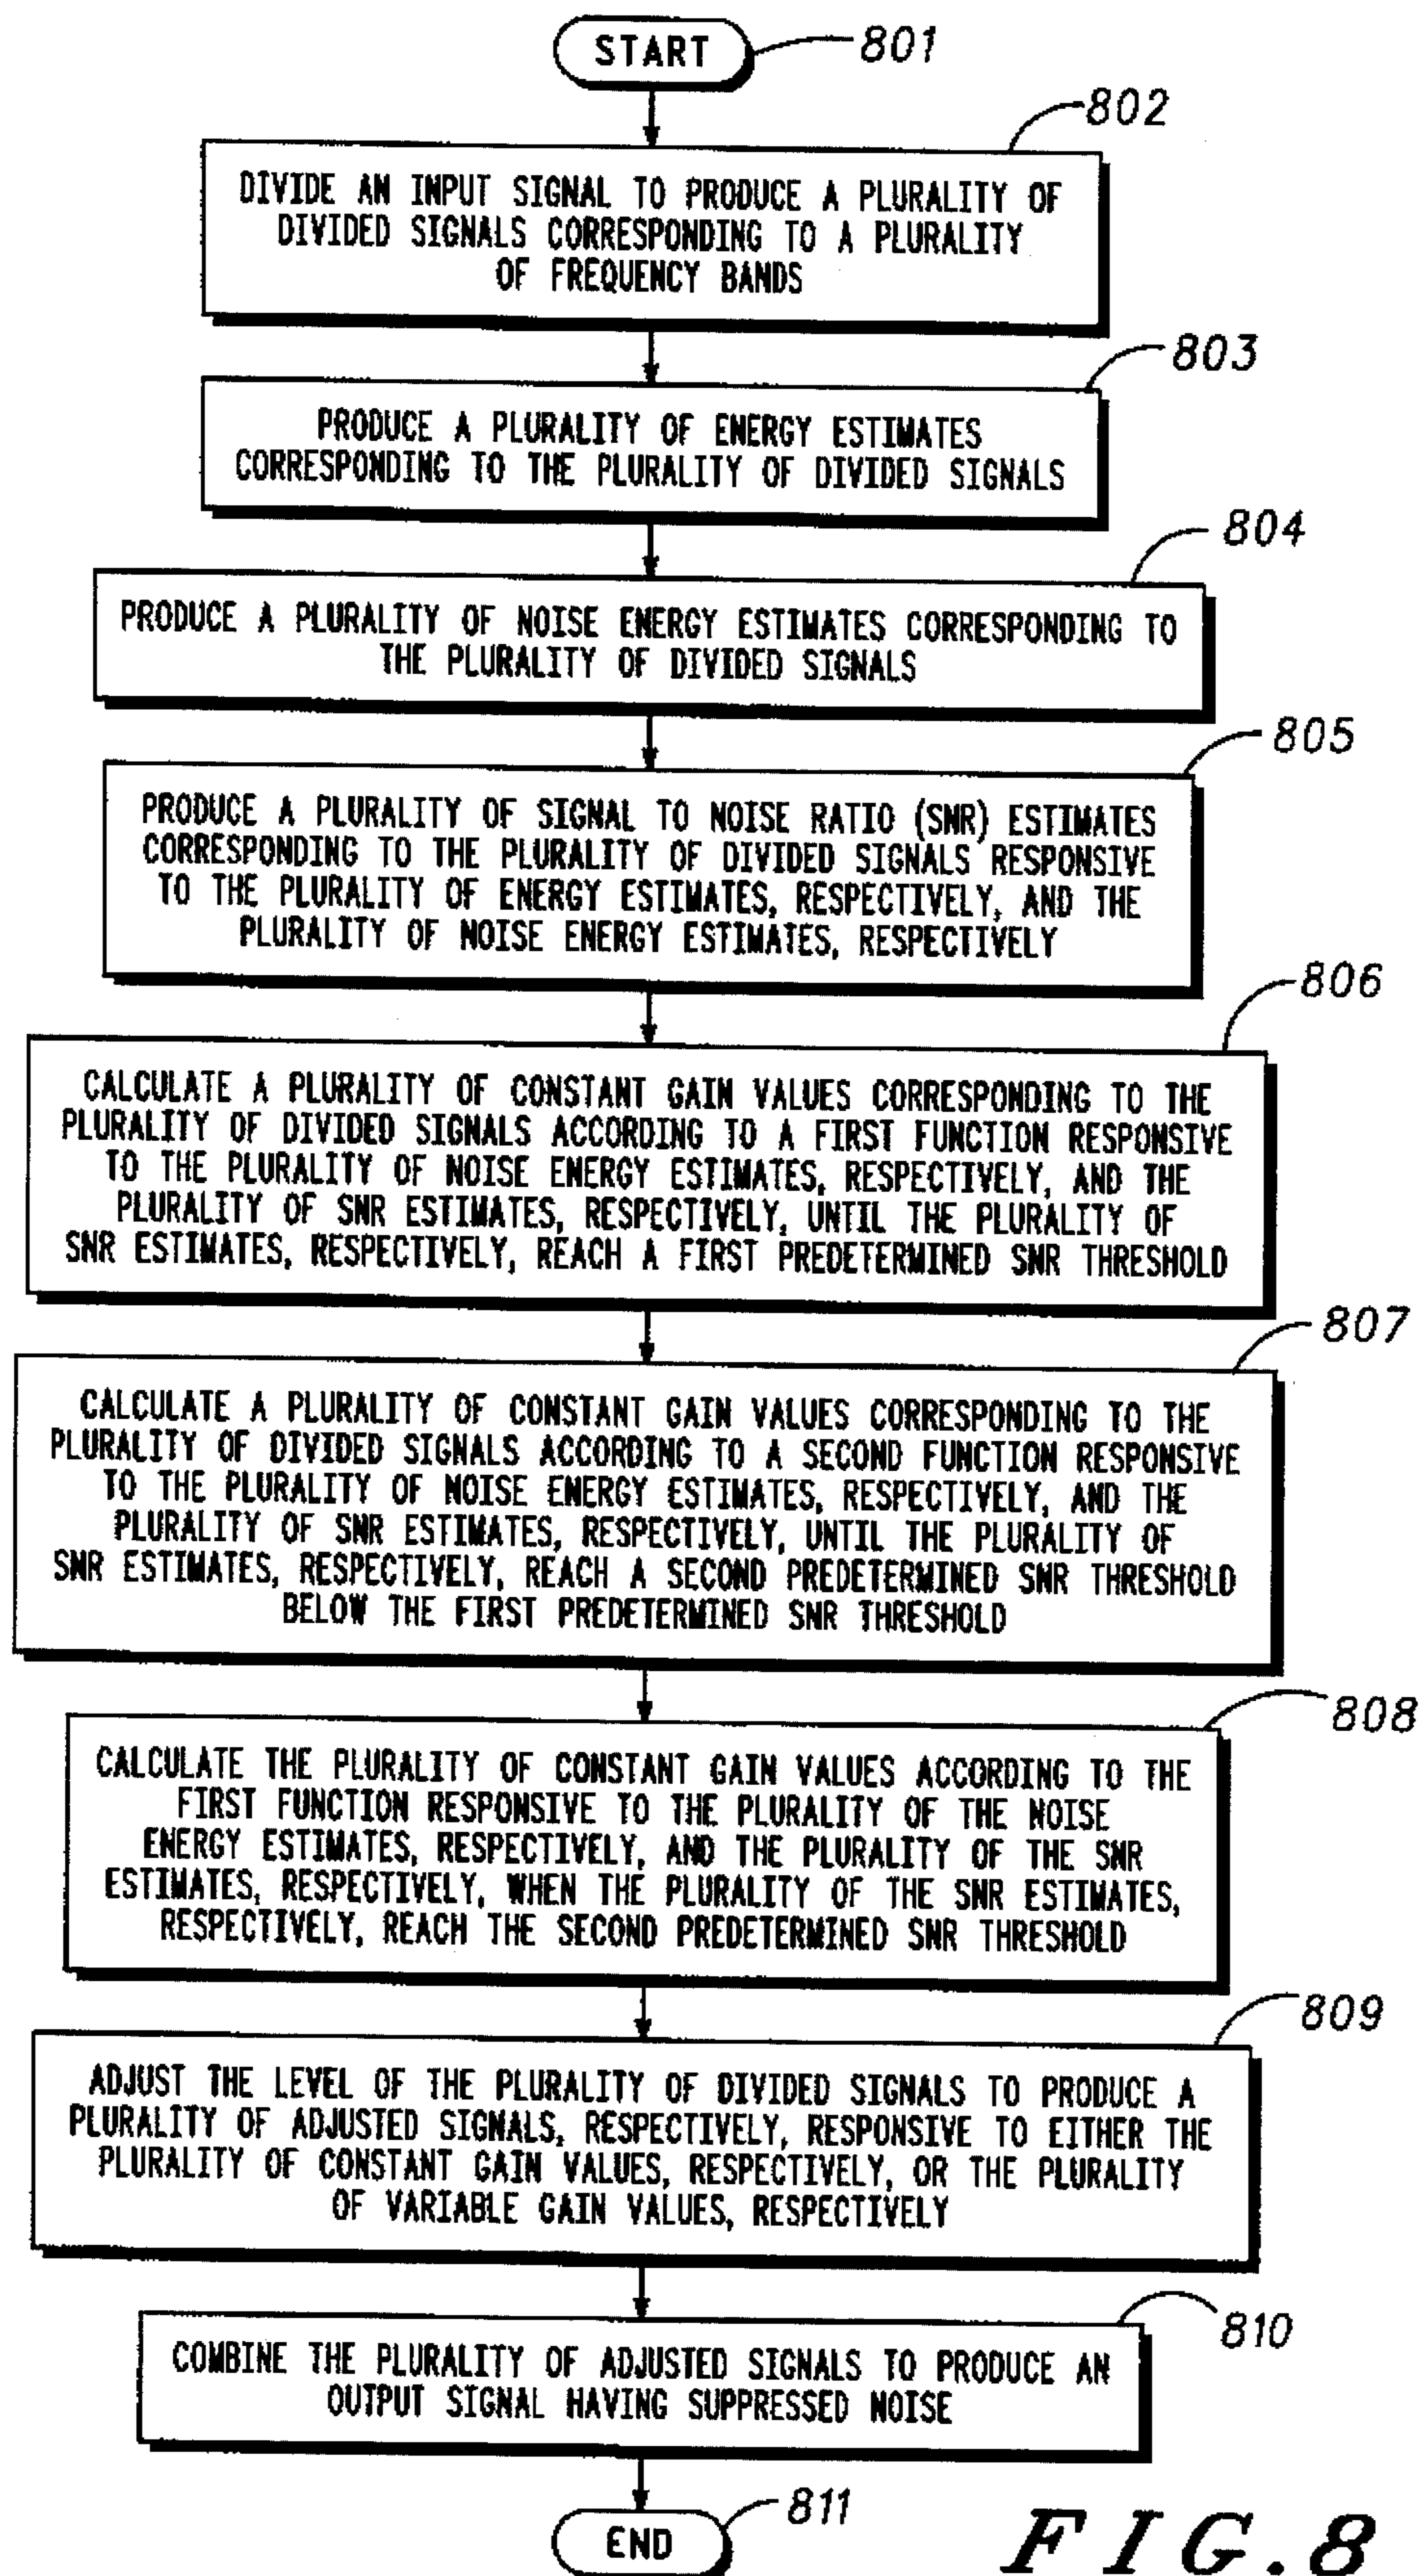 START
801
802
DIVIDE AN INPUT SIGNAL TO PRODUCE A PLURALITY OF
DIVIDED SIGNALS CORRESPONDING TO A PLURALITY
OF FREQUENCY BANDS
803
PRODUCE A PLURALITY OF ENERGY ESTIMATES
CORRESPONDING TO THE PLURALITY OF DIVIDED SIGNALS
804
PRODUCE A PLURALITY OF NOISE ENERGY ESTIMATES CORRESPONDING TO
THE PLURALITY OF DIVIDED SIGNALS
805
PRODUCE A PLURALITY OF SIGNAL TO NOISE RATIO (SNR) ESTIMATES
CORRESPONDING TO THE PLURALITY OF DIVIDED SIGNALS RESPONSIVE
TO THE PLURALITY OF ENERGY ESTIMATES, RESPECTIVELY, AND THE
PLURALITY OF NOISE ENERGY ESTIMATES, RESPECTIVELY
806
CALCULATE A PLURALITY OF CONSTANT GAIN VALUES CORRESPONDING TO THE
PLURALITY OF DIVIDED SIGNALS ACCORDING TO A FIRST FUNCTION RESPONSIVE
TO THE PLURALITY OF NOISE ENERGY ESTIMATES, RESPECTIVELY, AND THE
PLURALITY OF SNR ESTIMATES, RESPECTIVELY, UNTIL THE PLURALITY OF
SNR ESTIMATES, RESPECTIVELY, REACH A FIRST PREDETERMINED SNR THRESHOLD
807
CALCULATE A PLURALITY OF CONSTANT GAIN VALUES CORRESPONDING TO THE
PLURALITY OF DIVIDED SIGNALS ACCORDING TO A SECOND FUNCTION RESPONSIVE
TO THE PLURALITY OF NOISE ENERGY ESTIMATES, RESPECTIVELY, AND THE
PLURALITY OF SNR ESTIMATES, RESPECTIVELY, UNTIL THE PLURALITY OF
SNR ESTIMATES, RESPECTIVELY, REACH A SECOND PREDETERMINED SNR THRESHOLD
BELOW THE FIRST PREDETERMINED SNR THRESHOLD
808
CALCULATE THE PLURALITY OF CONSTANT GAIN VALUES ACCORDING TO THE
FIRST FUNCTION RESPONSIVE TO THE PLURALITY OF THE NOISE
ENERGY ESTIMATES, RESPECTIVELY, AND THE PLURALITY OF THE SNR
ESTIMATES, RESPECTIVELY, WHEN THE PLURALITY OF THE SNR ESTIMATES,
RESPECTIVELY, REACH THE SECOND PREDETERMINED SNR THRESHOLD
809
ADJUST THE LEVEL OF THE PLURALITY OF DIVIDED SIGNALS TO PRODUCE A
PLURALITY OF ADJUSTED SIGNALS, RESPECTIVELY, RESPONSIVE TO EITHER THE
PLURALITY OF CONSTANT GAIN VALUES, RESPECTIVELY, OR THE PLURALITY
OF VARIABLE GAIN VALUES, RESPECTIVELY
810
COMBINE THE PLURALITY OF ADJUSTED SIGNALS TO PRODUCE AN
OUTPUT SIGNAL HAVING SUPPRESSED NOISE
811
END
FIG.8